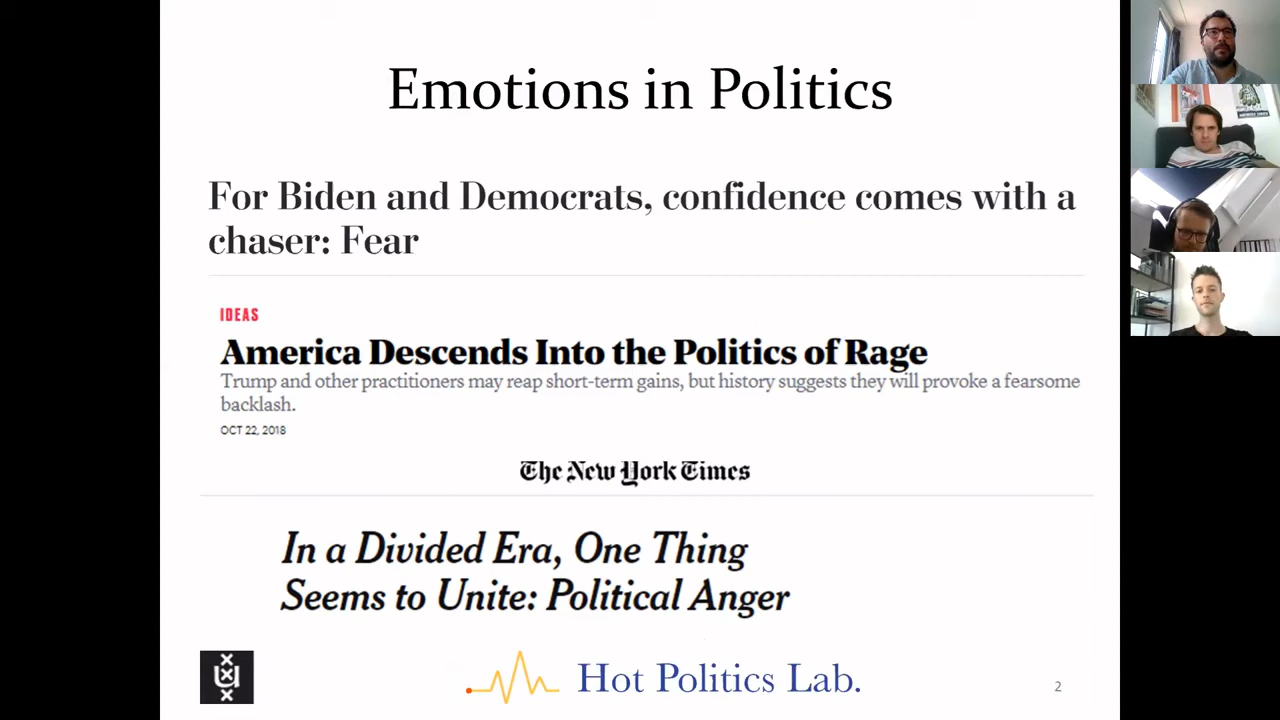 Emotions in Politics
For Biden and Democrats, confidence comes with a
chaser: Fear
IDEAS
America Descends Into the Politics of Rage
Trump and other practitioners may reap short-term gains, but history suggests they will provoke a fearsome
backlash.
OCT 22, 2018
The New York Times
In a Divided Era, One Thing
Seems to Unite: Political Anger
Hot Politics Lab.
2